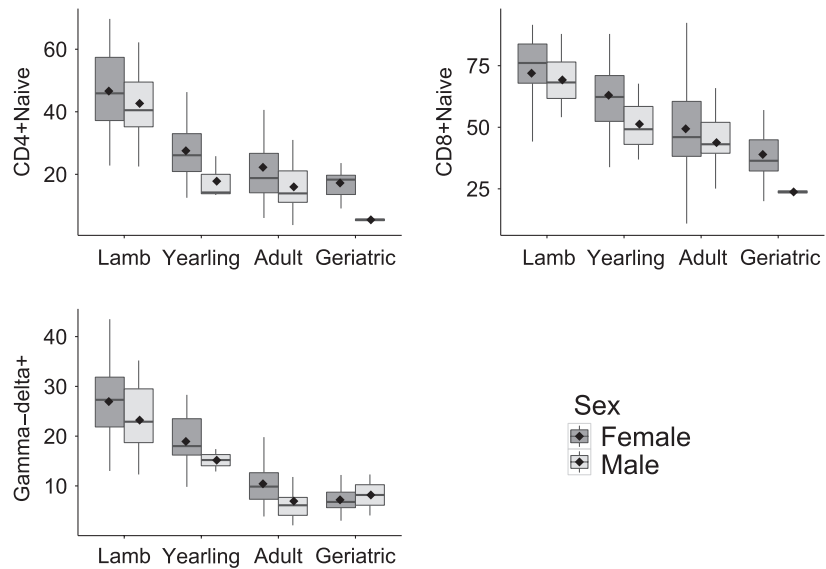 CD4+Naive
60
40
20
Lamb Yearling Adult Geriatric
CD8+Naive
75
50
25
Lamb Yearling Adult Geriatric
Gamma−delta+
40
30
20
10
Lamb Yearling Adult Geriatric
Sex
Female
Male